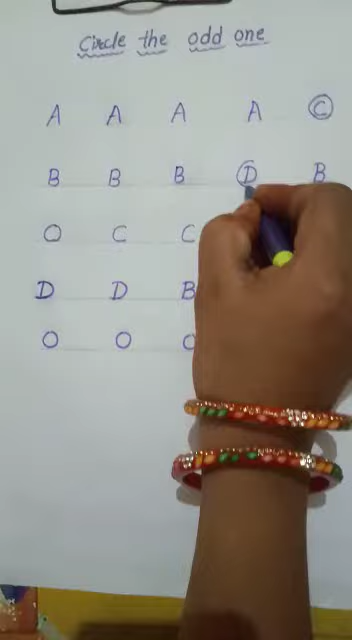 Circle the odd one
A A A A C
B B B D B
O C C
D D B
O O